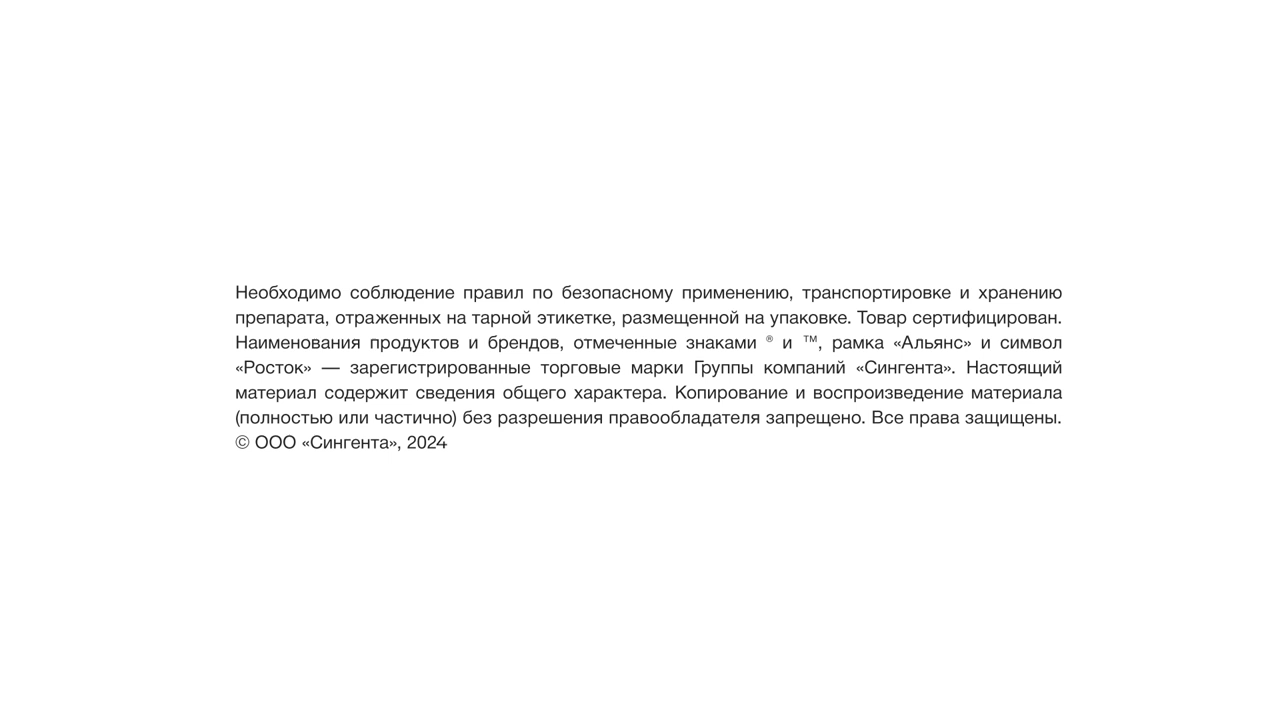 Необходимо соблюдение правил по безопасному применению, транспортировке и хранению
препарата, отраженных на тарной этикетке, размещенной на упаковке. Товар сертифицирован.
Наименования продуктов и брендов, отмеченные знаками ® и ™, рамка «Альянс» и символ
«Росток» — зарегистрированные торговые марки Группы компаний «Сингента». Настоящий
материал содержит сведения общего характера. Копирование и воспроизведение материала
(полностью или частично) без разрешения правообладателя запрещено. Все права защищены.
© ООО «Сингента», 2024